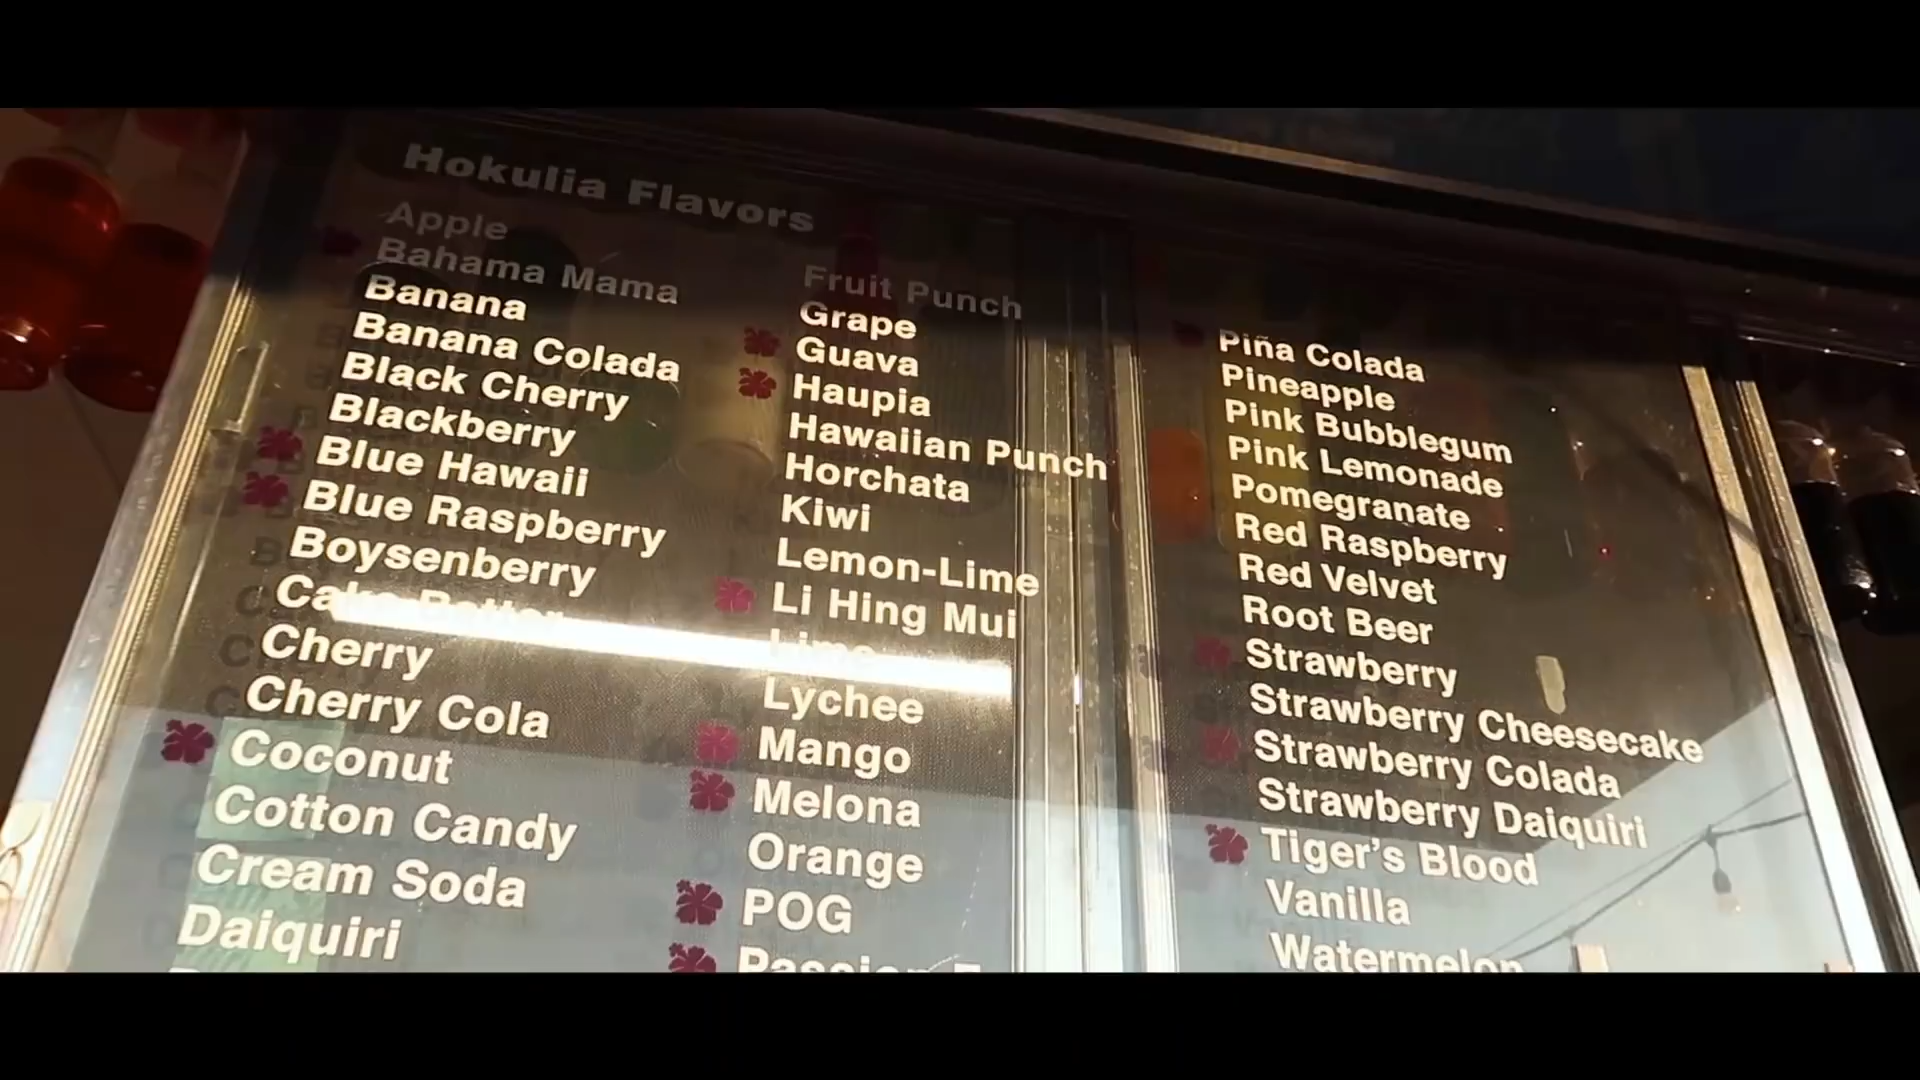 Hokulia Flavors
Apple
Bahama Mama
Banana
Banana Colada
Black Cherry
Blackberry
Blue Hawaii
Blue Raspberry
Boysenberry
Cake Batter
Cherry
Cherry Cola
Coconut
Cotton Candy
Cream Soda
Daiquiri
Fruit Punch
Grape
Guava
Haupia
Hawaiian Punch
Horchata
Kiwi
Lemon-Lime
Li Hing Mui
Lime
Lychee
Mango
Melona
Orange
POG
Piña Colada
Pineapple
Pink Bubblegum
Pink Lemonade
Pomegranate
Red Raspberry
Red Velvet
Root Beer
Strawberry
Strawberry Cheesecake
Strawberry Colada
Strawberry Daiquiri
Tiger's Blood
Vanilla
Watermelon